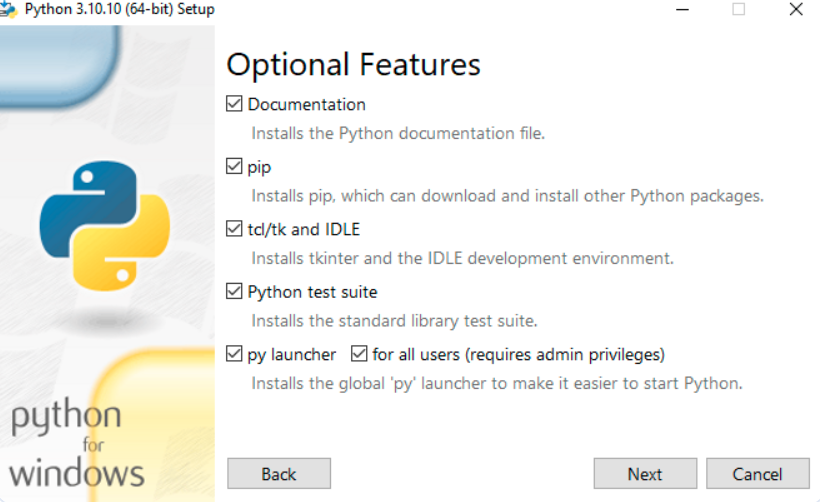 Python 3.10.10 (64-bit) Setup
Optional Features
Documentation
Installs the Python documentation file.
pip
Installs pip, which can download and install other Python packages.
tcl/tk and IDLE
Installs tkinter and the IDLE development environment.
Python test suite
Installs the standard library test suite.
py launcher for all users (requires admin privileges)
Installs the global 'py' launcher to make it easier to start Python.
python
for
windows
Back Next Cancel